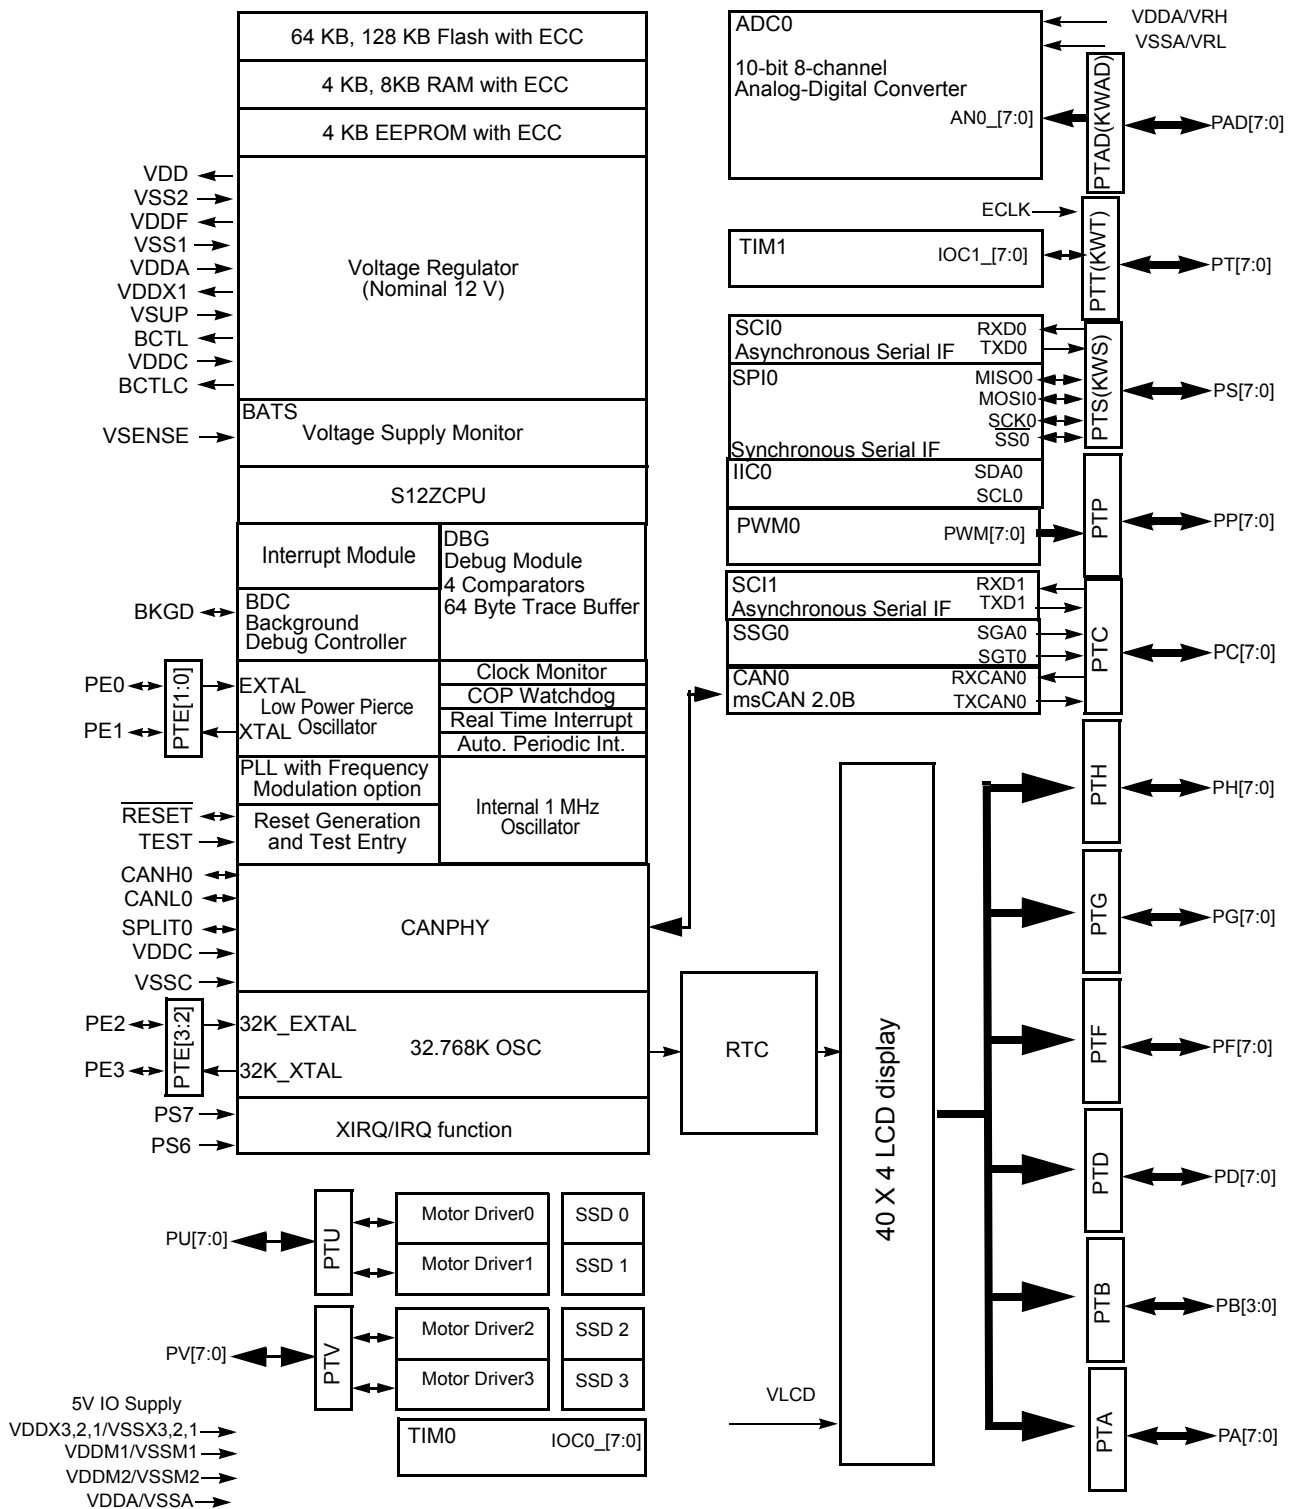 64 KB, 128 KB Flash with ECC
4 KB, 8KB RAM with ECC
4 KB EEPROM with ECC
VDD
VSS2
VDDF
VSS1
VDDA
VDDX1
VSUP
BCTL
VDDC
BCTLC
Voltage Regulator
(Nominal 12 V)
BATS
Voltage Supply Monitor
VSENSE
S12ZCPU
Interrupt Module
DBG
Debug Module
4 Comparators
64 Byte Trace Buffer
BKGD
BDC
Background
Debug Controller
PE0
PE1
PTE[1:0]
EXTAL
Low Power Pierce
XTAL
Oscillator
Clock Monitor
COP Watchdog
Real Time Interrupt
Auto. Periodic Int.
PLL with Frequency
Modulation option
Internal 1 MHz
Oscillator
RESET
TEST
Reset Generation
and Test Entry
CANH0
CANL0
SPLIT0
VDDC
VSSC
CANPHY
PE2
PE3
PTE[3:2]
32K_EXTAL
32K_XTAL
32.768K OSC
PS7
PS6
XIRQ/IRQ function
RTC
PU[7:0]
PTU
Motor Driver0
SSD 0
Motor Driver1
SSD 1
PV[7:0]
PTV
Motor Driver2
SSD 2
Motor Driver3
SSD 3
TIM0
IOC0_[7:0]
5V IO Supply
VDDX3,2,1/VSSX3,2,1
VDDM1/VSSM1
VDDM2/VSSM2
VDDA/VSSA
ADC0
10-bit 8-channel
Analog-Digital Converter
AN0_[7:0]
VDDA/VRH
VSSA/VRL
PTAD(KWAD)
PAD[7:0]
ECLK
TIM1
IOC1_[7:0]
PTT(KWT)
PT[7:0]
SCI0
Asynchronous Serial IF
RXD0
TXD0
SPI0
Synchronous Serial IF
MISO0
MOSI0
SCK0
SS0
PTS(KWS)
PS[7:0]
IIC0
SDA0
SCL0
PWM0
PWM[7:0]
PTP
PP[7:0]
SCI1
Asynchronous Serial IF
RXD1
TXD1
SSG0
SGA0
SGT0
CAN0
msCAN 2.0B
RXCAN0
TXCAN0
PTC
PC[7:0]
40 X 4 LCD display
VLCD
PTH
PH[7:0]
PTG
PG[7:0]
PTF
PF[7:0]
PTD
PD[7:0]
PTB
PB[3:0]
PTA
PA[7:0]